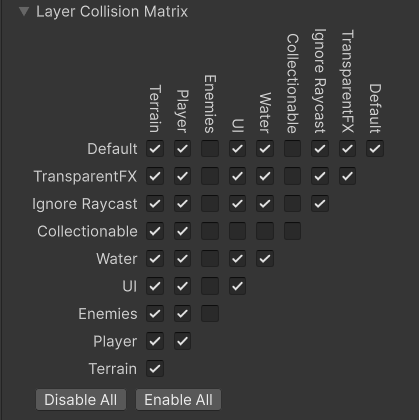 Layer Collision Matrix
Terrain
Player
Enemies
UI
Water
Collectionable
Ignore Raycast
TransparentFX
Default
Default
TransparentFX
Ignore Raycast
Collectionable
Water
UI
Enemies
Player
Terrain
Disable All Enable All